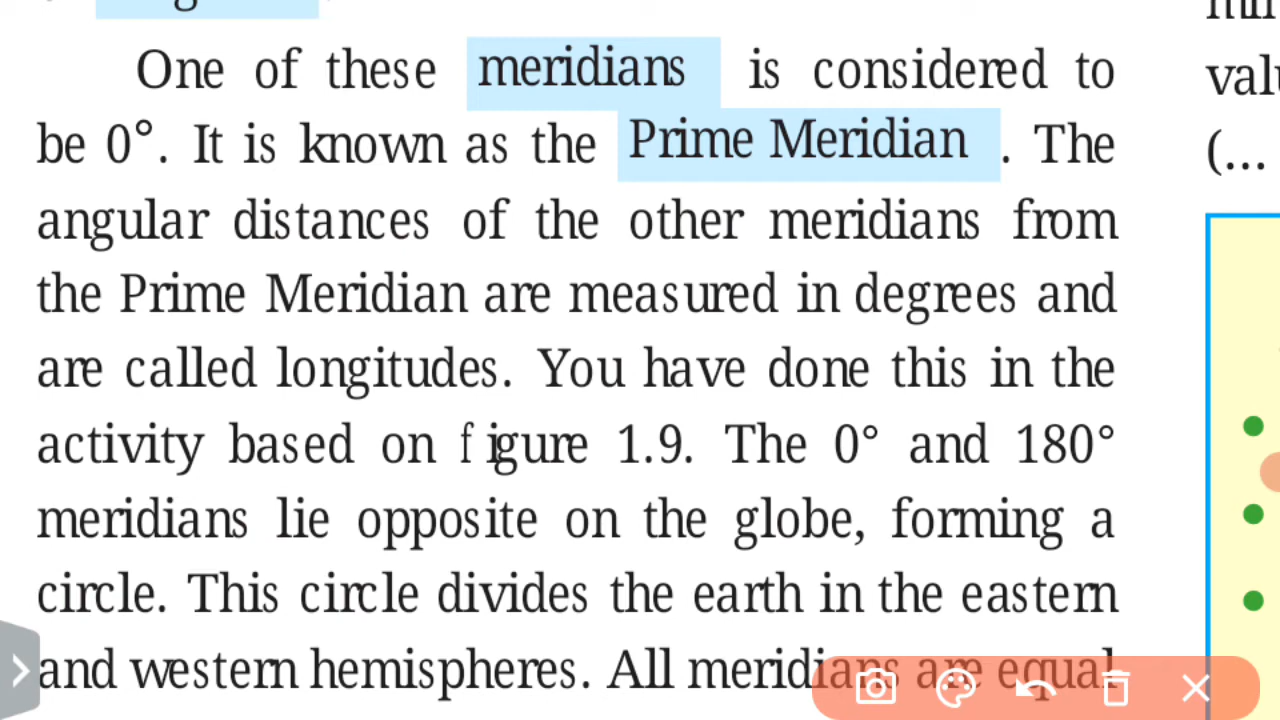 One of these meridians is considered to
be 0°. It is known as the Prime Meridian. The
angular distances of the other meridians from
the Prime Meridian are measured in degrees and
are called longitudes. You have done this in the
activity based on figure 1.9. The 0° and 180°
meridians lie opposite on the globe, forming a
circle. This circle divides the earth in the eastern
and western hemispheres. All meridians are equal
(...